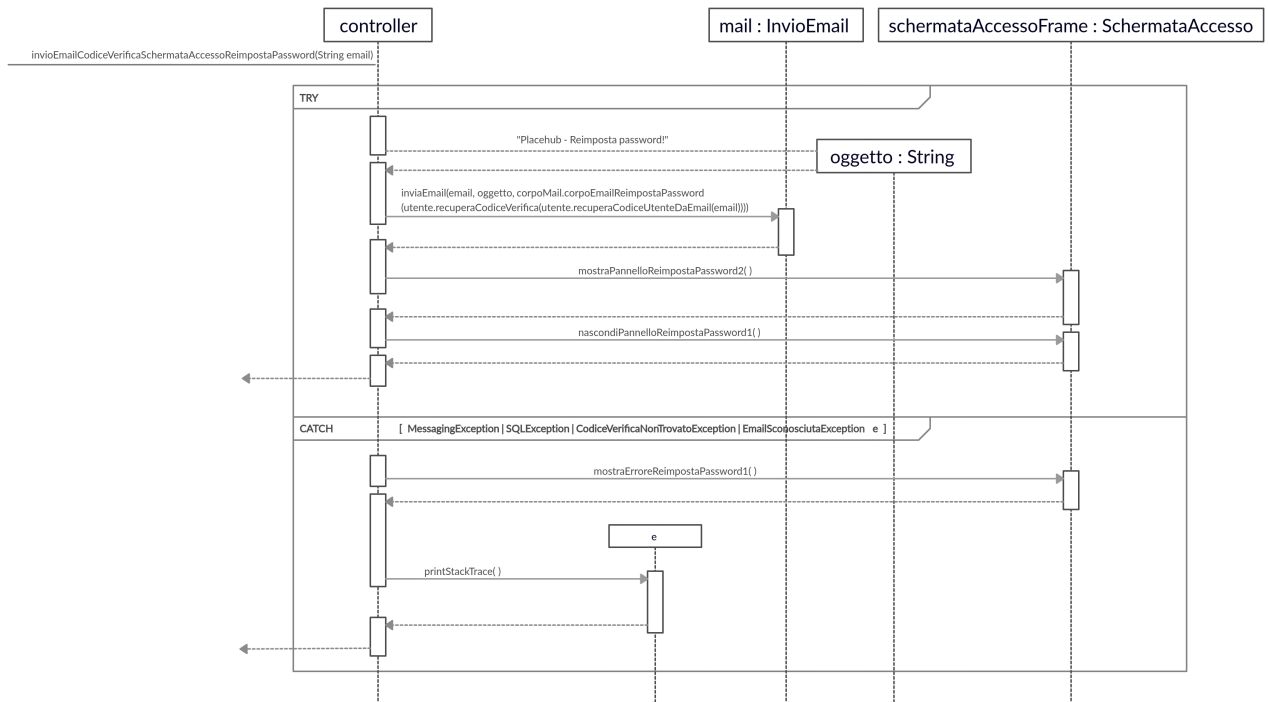 controller
mail : InvioEmail
schermataAccessoFrame : SchermataAccesso
invioEmailCodiceVerificaSchermataAccessoReimpostaPassword(String email)
TRY
"Placehub - Reimposta password!"
oggetto : String
inviaEmail(email, oggetto, corpoMail.corpoEmailReimpostaPassword
(utente.recuperaCodiceVerifica(utente.recuperaCodiceUtenteDaEmail(email))))
mostraPannelloReimpostaPassword2( )
nascondiPannelloReimpostaPassword1( )
CATCH [ MessagingException | SQLException | CodiceVerificaNonTrovatoException | EmailSconosciutaException e ]
mostraErroreReimpostaPassword1( )
e
printStackTrace( )